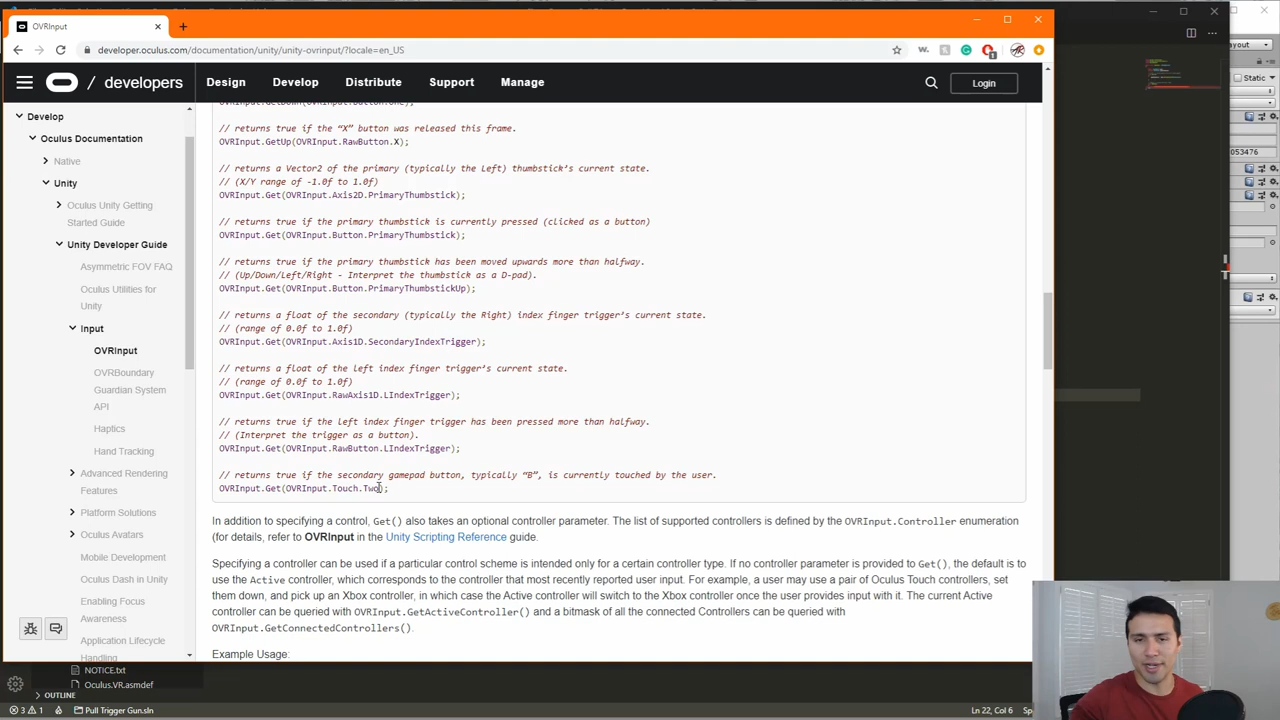 OVRInput
developer.oculus.com/documentation/unity/unity-ovrinput/?locale=en_US
/ developers
Design
Develop
Distribute
Support
Manage
Login
Develop
Oculus Documentation
Native
Unity
Oculus Unity Getting
Started Guide
Unity Developer Guide
Asymmetric FOV FAQ
Oculus Utilities for
Unity
Input
OVRInput
OVRBoundary
Guardian System
API
Haptics
Hand Tracking
Advanced Rendering
Features
Platform Solutions
Oculus Avatars
Mobile Development
Oculus Dash in Unity
Enabling Focus
Awareness
Application Lifecycle
Handling
OVRInput.GetDown(OVRInput.Button.One);
// returns true if the “X” button was released this frame.
OVRInput.GetUp(OVRInput.RawButton.X);
// returns a Vector2 of the primary (typically the Left) thumbstick’s current state.
// (X/Y range of -1.0f to 1.0f)
OVRInput.Get(OVRInput.Axis2D.PrimaryThumbstick);
// returns true if the primary thumbstick is currently pressed (clicked as a button)
OVRInput.Get(OVRInput.Button.PrimaryThumbstick);
// returns true if the primary thumbstick has been moved upwards more than halfway.
// (Up/Down/Left/Right - Interpret the thumbstick as a D-pad).
OVRInput.Get(OVRInput.Button.PrimaryThumbstickUp);
// returns a float of the secondary (typically the Right) index finger trigger’s current state.
// (range of 0.0f to 1.0f)
OVRInput.Get(OVRInput.Axis1D.SecondaryIndexTrigger);
// returns a float of the left index finger trigger’s current state.
// (range of 0.0f to 1.0f)
OVRInput.Get(OVRInput.RawAxis1D.LIndexTrigger);
// returns true if the left index finger trigger has been pressed more than halfway.
// (Interpret the trigger as a button).
OVRInput.Get(OVRInput.RawButton.LIndexTrigger);
// returns true if the secondary gamepad button, typically “B”, is currently touched by the user.
OVRInput.Get(OVRInput.Touch.Two);
In addition to specifying a control, Get() also takes an optional controller parameter. The list of supported controllers is defined by the OVRInput.Controller enumeration
(for details, refer to OVRInput in the Unity Scripting Reference guide.
Specifying a controller can be used if a particular control scheme is intended only for a certain controller type. If no controller parameter is provided to Get(), the default is to
use the Active controller, which corresponds to the controller that most recently reported user input. For example, a user may use a pair of Oculus Touch controllers, set
them down, and pick up an Xbox controller, in which case the Active controller will switch to the Xbox controller once the user provides input with it. The current Active
controller can be queried with OVRInput.GetActiveController() and a bitmask of all the connected Controllers can be queried with
OVRInput.GetConnectedControllers().
Example Usage:
NOTICE.txt
Oculus.VR.asmdef
OUTLINE
3
1
Pull Trigger Gun.sln
Ln 22, Col 6
ayout
Static
053476